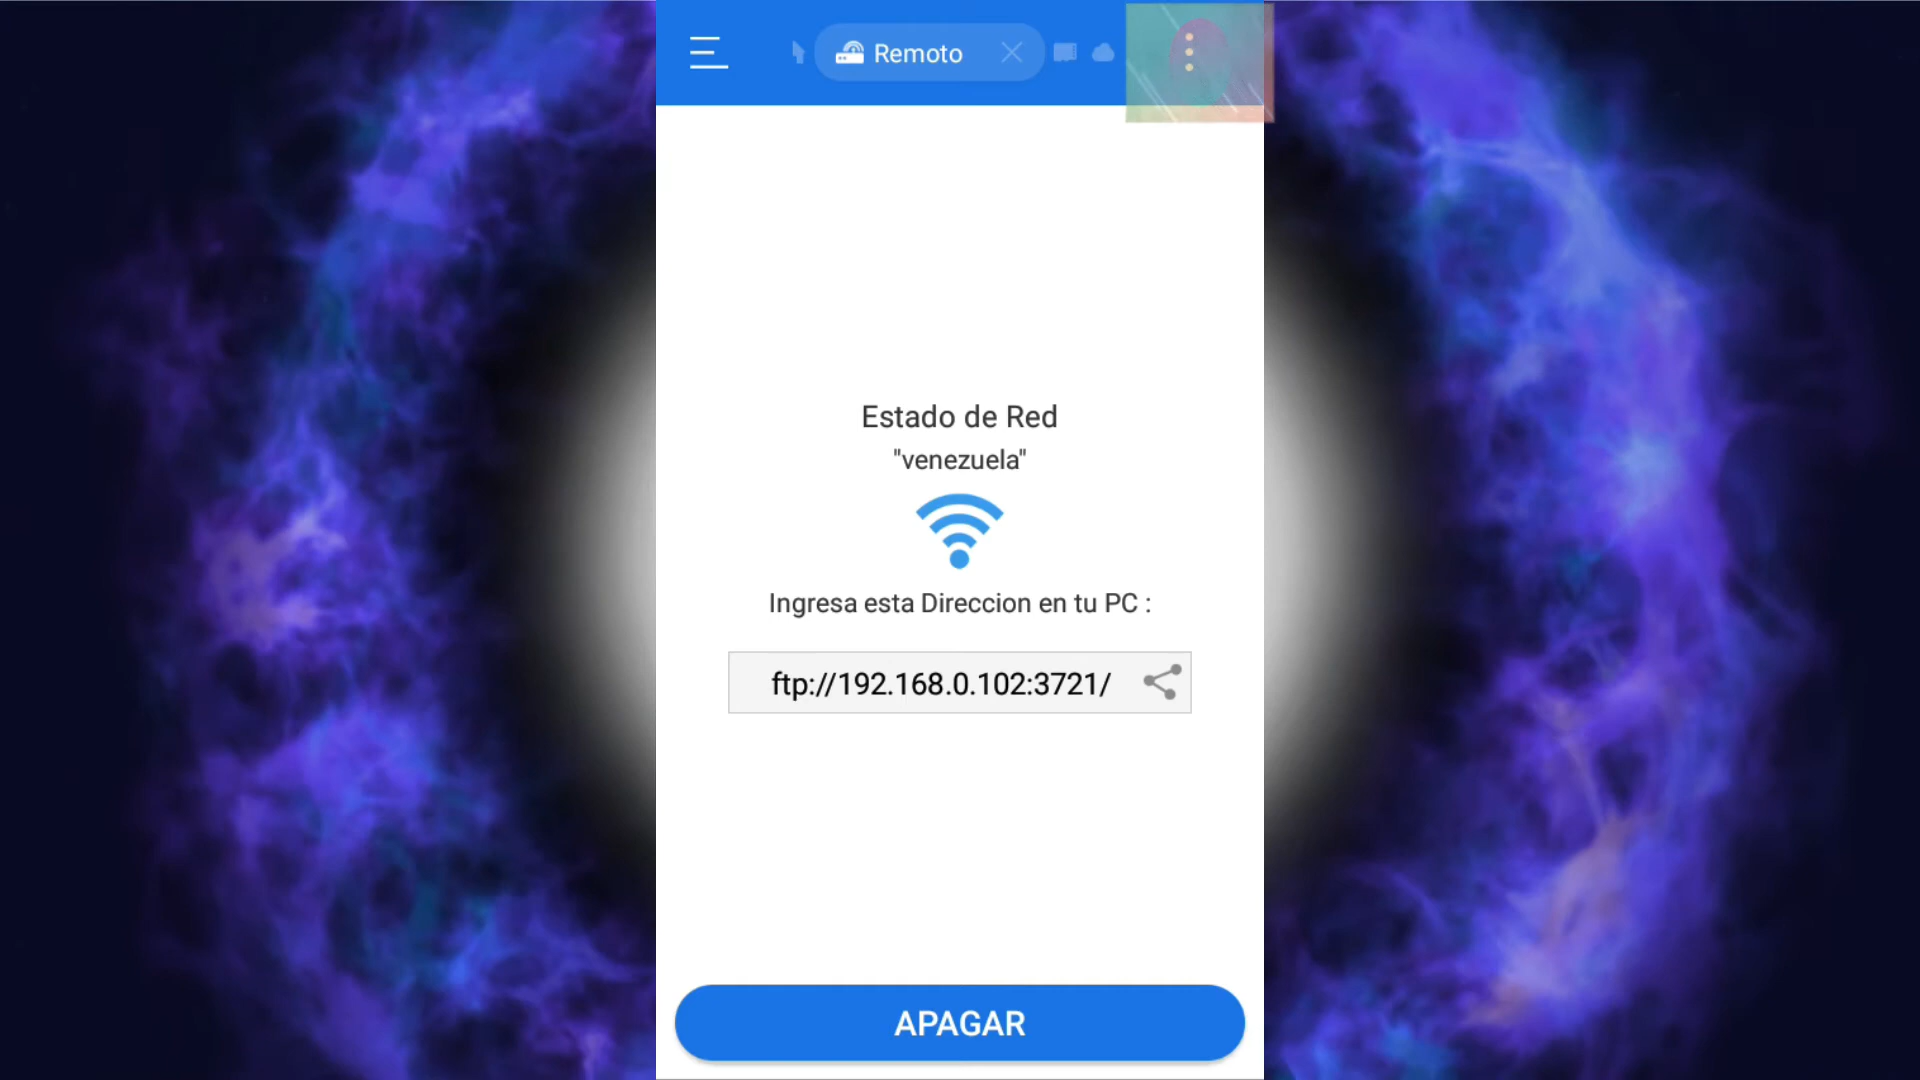 Remoto
Estado de Red
"venezuela"
Ingresa esta Direccion en tu PC :
ftp://192.168.0.102:3721/
APAGAR